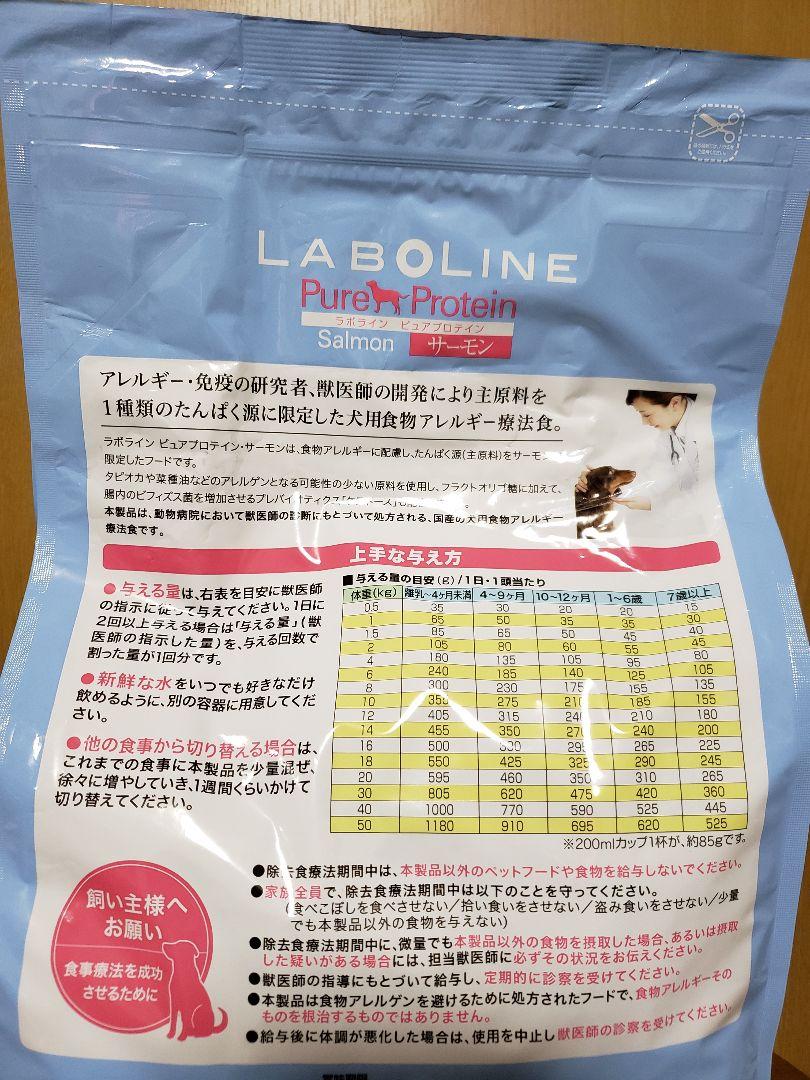 LABOLINE
Pure Protein
ラボライン ピュアプロテイン
Salmon サーモン
アレルギー・免疫の研究者、獣医師の開発により主原料を
1種類のたんぱく源に限定した犬用食物アレルギー療法食。
ラボライン ピュアプロテイン・サーモンは、食物アレルギーに配慮し、たんぱく源(主原料)をサーモン
限定したフードです。
タピオカや菜種油などのアレルゲンとなる可能性の少ない原料を使用し、フラクトオリゴ糖に加えて、
腸内のビフィズス菌を増加させるプレバイオティクス「ケストース」
本製品は、動物病院において獣医師の診断にもとづいて処方される、国産の犬用食物アレルギー
療法食です。
上手な与え方
●与える量は、右表を目安に獣医師
の指示に従って与えてください。1日に
2回以上与える場合は「与える量」(獣
医師の指示した量)を、与える回数で
割った量が1回分です。
●新鮮な水をいつでも好きなだけ
飲めるように、別の容器に用意してくだ
さい。
●他の食事から切り替える場合は、
これまでの食事に本製品を少量混ぜ、
徐々に増やしていき、1週間くらいかけて
切り替えてください。
■与える量の目安(g)/1日・1頭当たり
体重(kg) 離乳~4ヶ月未満 4~9ヶ月 10~12ヶ月 1~6歳 7歳以上
0.5 35 30 20 20 15
1 65 50 35 35 30
1.5 85 65 50 45 40
2 105 80 60 55 45
4 180 135 105 95 80
6 240 185 140 125 105
8 300 230 175 155 135
10 350 275 210 185 155
12 405 315 240 210 180
14 455 350 270 240 200
16 500 295 265 225
18 550 425 325 290 245
20 595 460 350 310 265
30 805 620 475 420 360
40 1000 770 590 525 445
50 1180 910 695 620 525
※200mlカップ1杯が、約85gです。
飼い主様へ
お願い
食事療法を成功
させるために
●除去食療法期間中は、本製品以外のペットフードや食物を給与しないでください。
●家族全員で、除去食療法期間中は以下のことを守ってください。
(食べこぼしを食べさせない/拾い食いをさせない/盗み食いをさせない/少量
でも本製品以外の食物を与えない)
●除去食療法期間中に、微量でも本製品以外の食物を摂取した場合、あるいは摂取
した疑いがある場合には、担当獣医師に必ずその状況をお伝えください。
●獣医師の指導にもとづいて給与し、定期的に診察を受けてください。
●本製品は食物アレルゲンを避けるために処方されたフードで、食物アレルギーその
ものを根治するものではありません。
●給与後に体調が悪化した場合は、使用を中止し獣医師の診察を受けてください。